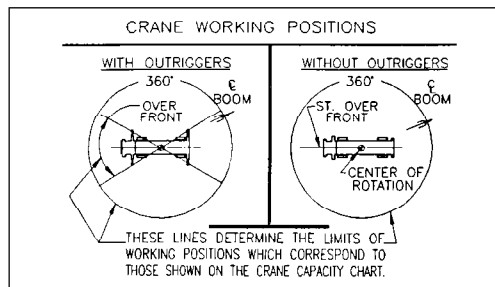 CRANE WORKING POSITIONS
WITH OUTRIGGERS
360°
℄
BOOM
OVER
FRONT
WITHOUT OUTRIGGERS
360°
℄
BOOM
ST. OVER
FRONT
CENTER OF
ROTATION
THESE LINES DETERMINE THE LIMITS OF
WORKING POSITIONS WHICH CORRESPOND TO
THOSE SHOWN ON THE CRANE CAPACITY CHART.